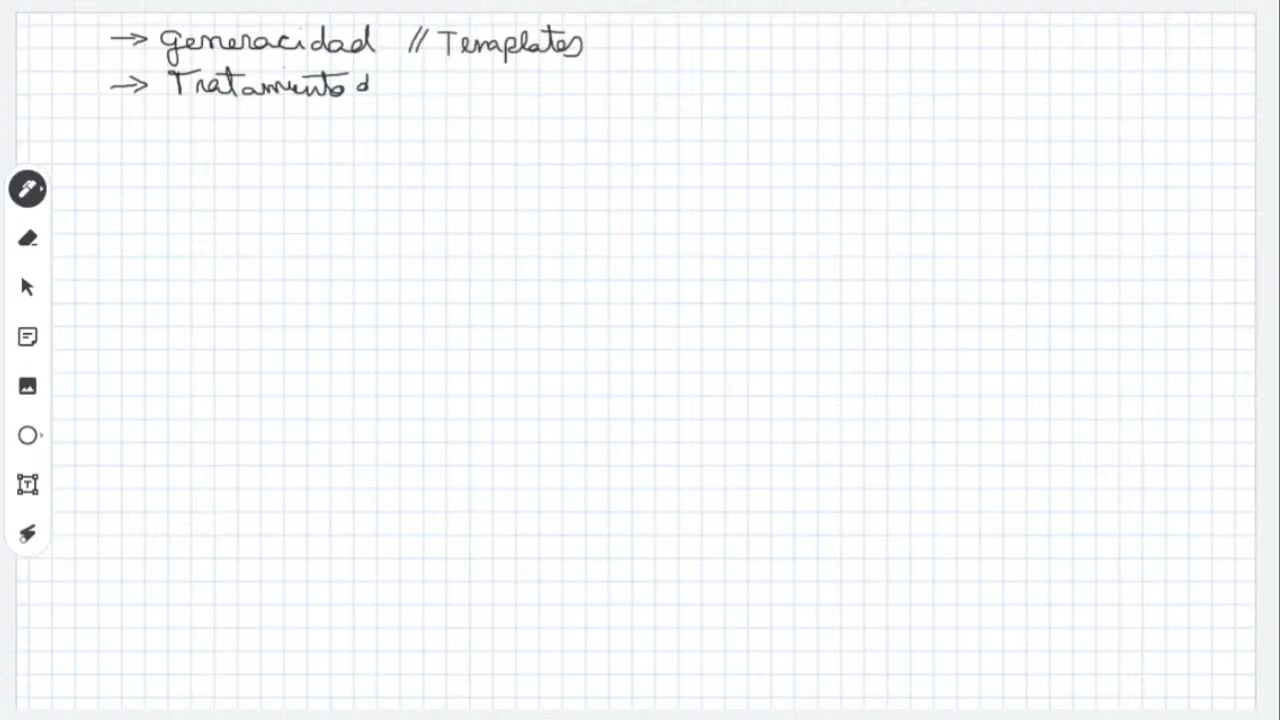 → Generacidad // Templates
→ Tratamiento d